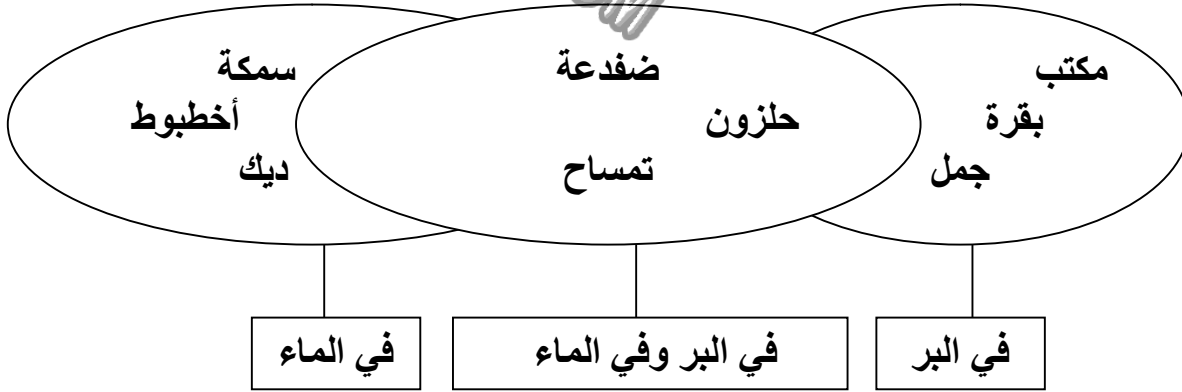 مكتب ضفدعة سمكة
بقرة حلزون أخطبوط
جمل تمساح ديك
في البر في البر وفي الماء في الماء